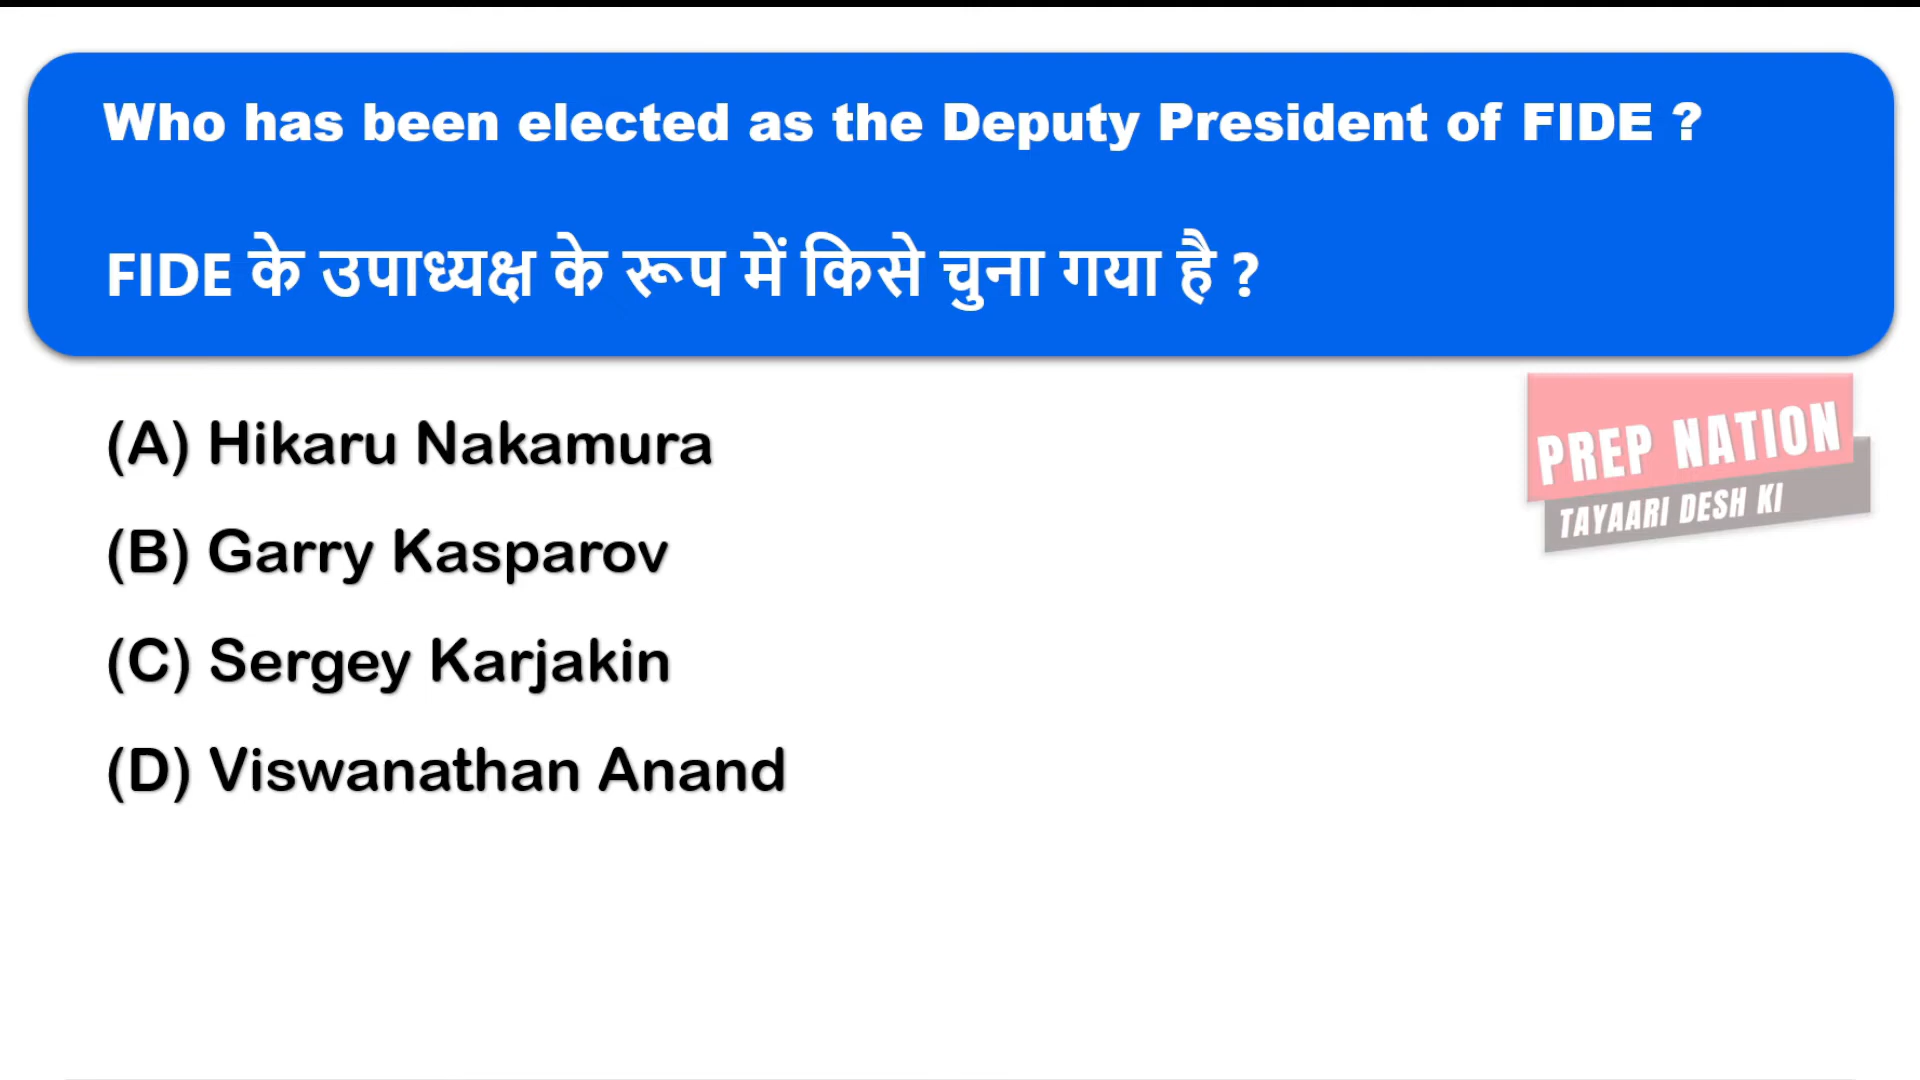 Who has been elected as the Deputy President of FIDE ?
FIDE के उपाध्यक्ष के रूप में किसे चुना गया है ?
(A) Hikaru Nakamura
(B) Garry Kasparov
(C) Sergey Karjakin
(D) Viswanathan Anand
PREP NATION
TAYAARI DESH KI